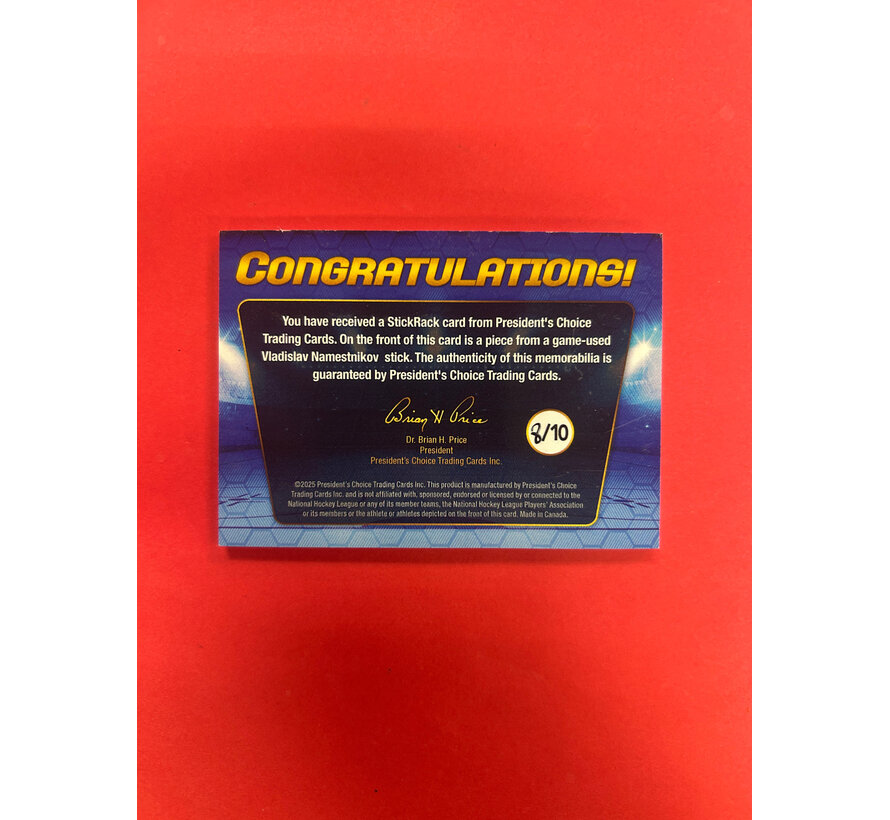 CONGRATULATIONS!
You have received a StickRack card from President's Choice
Trading Cards. On the front of this card is a piece from a game-used
Vladislav Namestnikov stick. The authenticity of this memorabilia is
guaranteed by President's Choice Trading Cards.
Brian H Price
8/10
Dr. Brian H. Price
President
President's Choice Trading Cards Inc.
©2025 President's Choice Trading Cards Inc. This product is manufactured by President's Choice
Trading Cards Inc. and is not affiliated with, sponsored, endorsed or licensed by or connected to the
National Hockey League or any of its member teams, the National Hockey League Players' Association
or its members or the athlete or athletes depicted on the front of this card. Made in Canada.